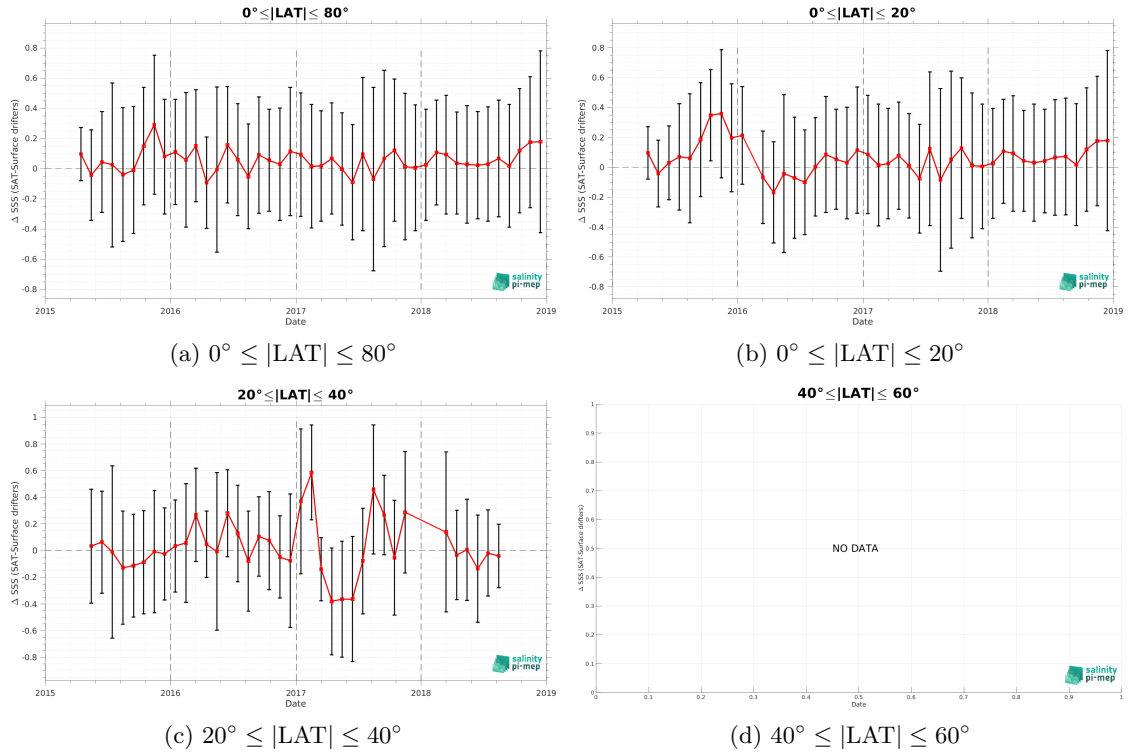 0°≤|LAT|≤ 80°
Δ SSS (SAT-Surface drifters)
0.8
0.6
0.4
0.2
0
-0.2
-0.4
-0.6
-0.8
2015 2016 2017 2018 2019
Date
salinity
pi-mep
(a) 0° ≤ |LAT| ≤ 80°
0°≤|LAT|≤ 20°
Δ SSS (SAT-Surface drifters)
0.8
0.6
0.4
0.2
0
-0.2
-0.4
-0.6
-0.8
2015 2016 2017 2018 2019
Date
salinity
pi-mep
(b) 0° ≤ |LAT| ≤ 20°
20°≤|LAT|≤ 40°
Δ SSS (SAT-Surface drifters)
1
0.8
0.6
0.4
0.2
0
-0.2
-0.4
-0.6
-0.8
2015 2016 2017 2018 2019
Date
salinity
pi-mep
(c) 20° ≤ |LAT| ≤ 40°
40°≤|LAT|≤ 60°
Δ SSS (SAT-Surface drifters)
1
0.9
0.8
0.7
0.6
0.5
0.4
0.3
0.2
0.1
0
NO DATA
0 0.1 0.2 0.3 0.4 0.5 0.6 0.7 0.8 0.9 1
Date
salinity
pi-mep
(d) 40° ≤ |LAT| ≤ 60°